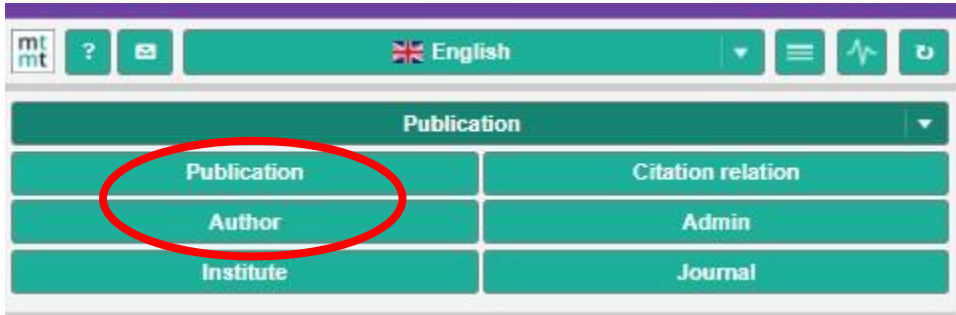 mt
mt
?
English
Publication
Publication
Citation relation
Author
Admin
Institute
Journal